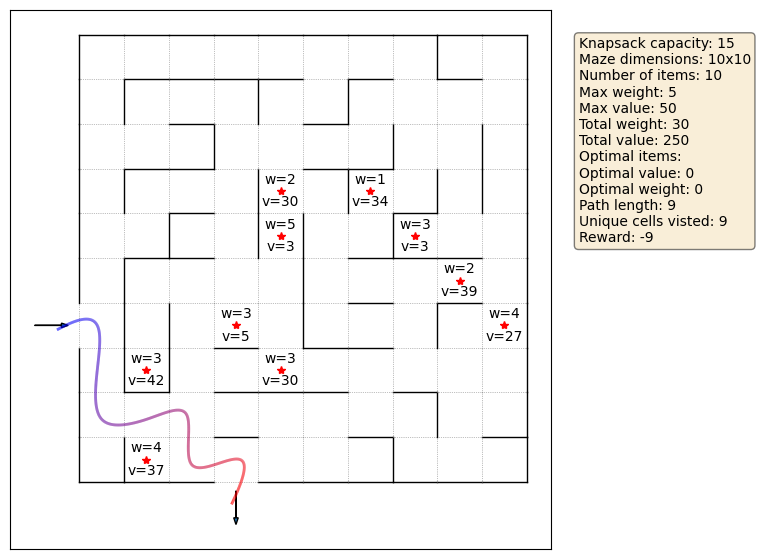 Knapsack capacity: 15
Maze dimensions: 10x10
Number of items: 10
Max weight: 5
Max value: 50
Total weight: 30
Total value: 250
Optimal items:
Optimal value: 0
Optimal weight: 0
Path length: 9
Unique cells visted: 9
Reward: -9
w=2
v=30
w=1
v=34
w=5
v=3
w=3
v=3
w=2
v=39
w=3
v=5
w=4
v=27
w=3
v=42
w=3
v=30
w=4
v=37